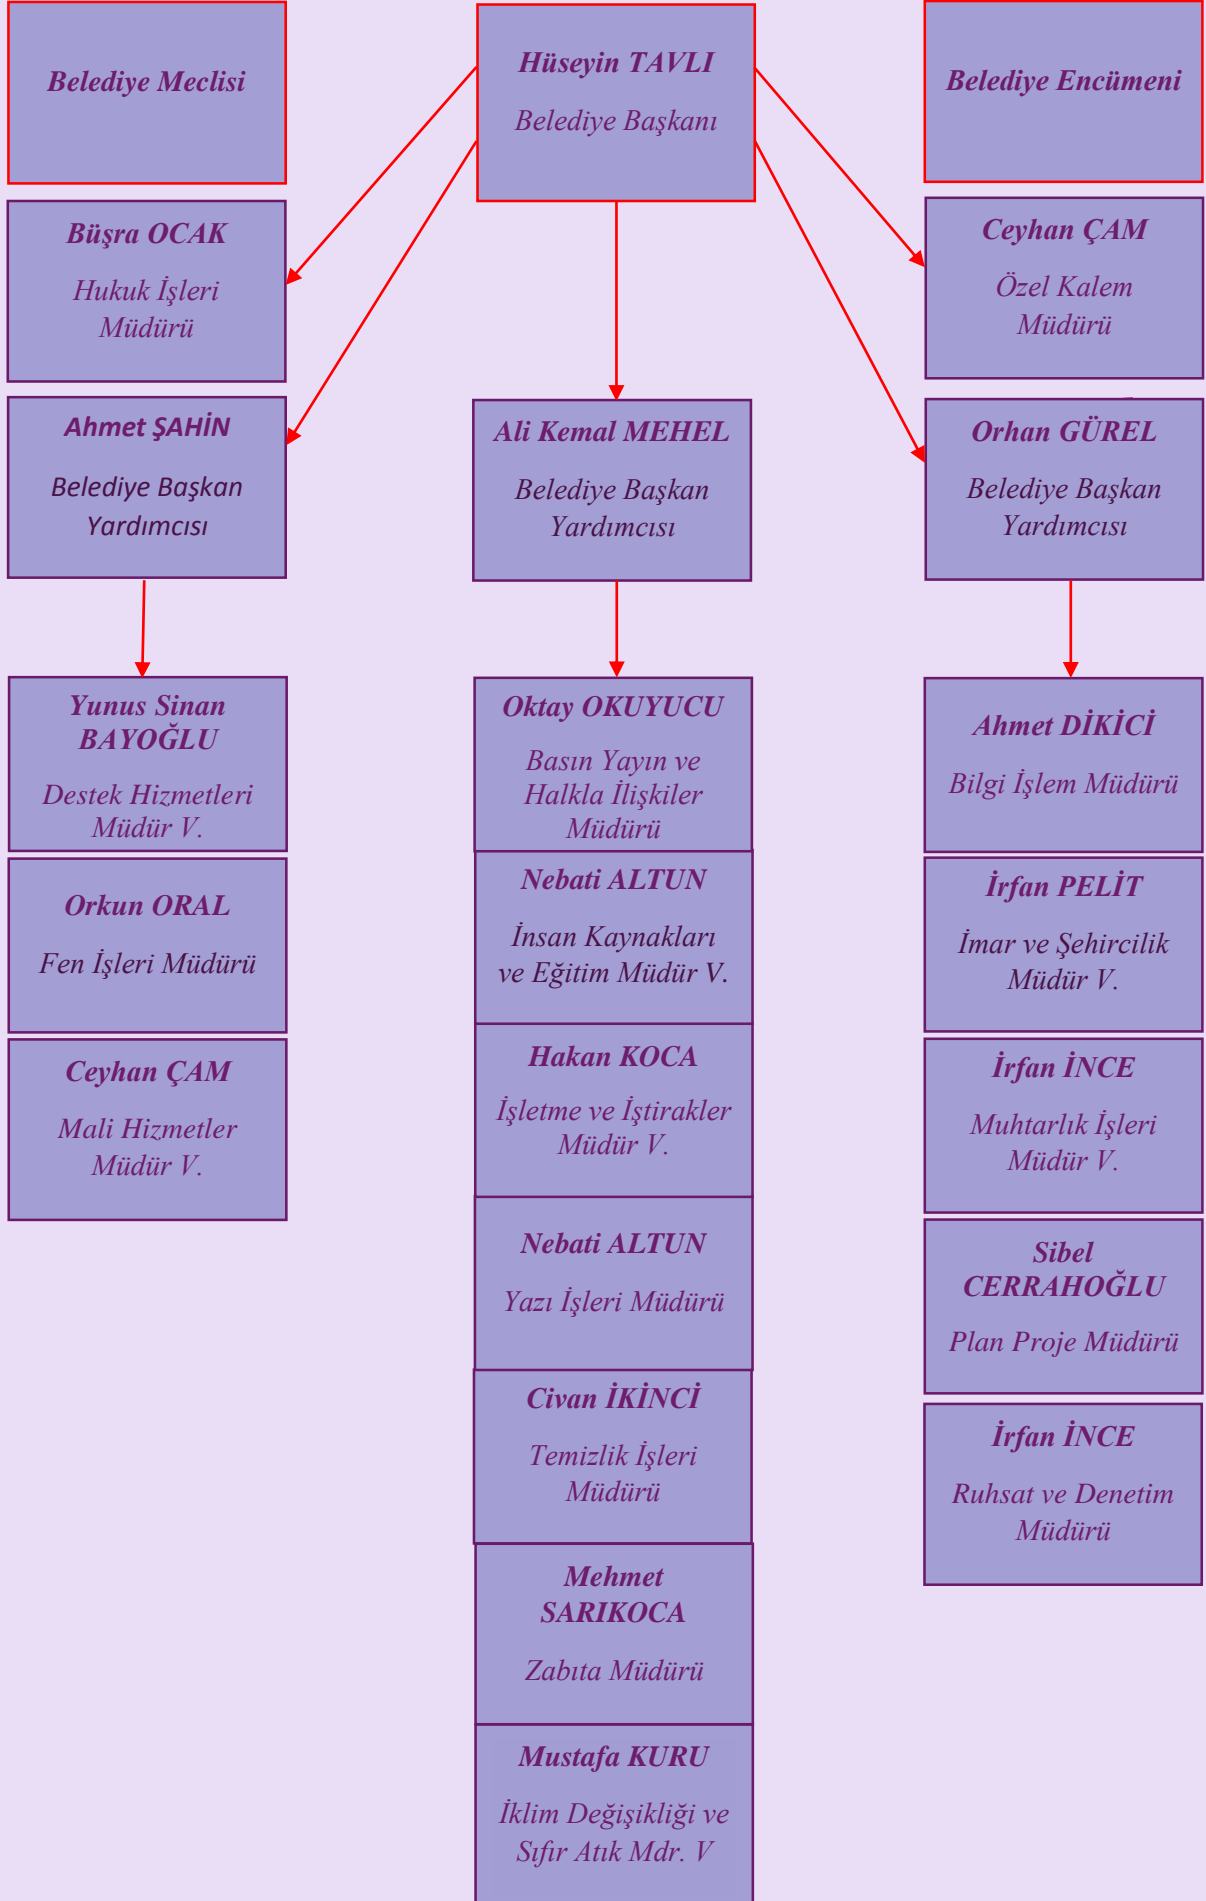 Belediye Meclisi
Hüseyin TAVLI
Belediye Başkanı
Belediye Encümeni
Büşra OCAK
Hukuk İşleri
Müdürü
Ceyhan ÇAM
Özel Kalem
Müdürü
Ahmet ŞAHİN
Belediye Başkan
Yardımcısı
Ali Kemal MEHEL
Belediye Başkan
Yardımcısı
Orhan GÜREL
Belediye Başkan
Yardımcısı
Yunus Sinan
BAYOĞLU
Destek Hizmetleri
Müdür V.
Orkun ORAL
Fen İşleri Müdürü
Ceyhan ÇAM
Mali Hizmetler
Müdür V.
Oktay OKUYUCU
Basın Yayın ve
Halkla İlişkiler
Müdürü
Nebati ALTUN
İnsan Kaynakları
ve Eğitim Müdür V.
Hakan KOCA
İşletme ve İştirakler
Müdür V.
Nebati ALTUN
Yazı İşleri Müdürü
Civan İKİNCİ
Temizlik İşleri
Müdürü
Mehmet
SARIKOCA
Zabıta Müdürü
Mustafa KURU
İklim Değişikliği ve
Sıfır Atık Mdr. V
Ahmet DİKİCİ
Bilgi İşlem Müdürü
İrfan PELİT
İmar ve Şehircilik
Müdür V.
İrfan İNCE
Muhtarlık İşleri
Müdür V.
Sibel
CERRAHOĞLU
Plan Proje Müdürü
İrfan İNCE
Ruhsat ve Denetim
Müdürü